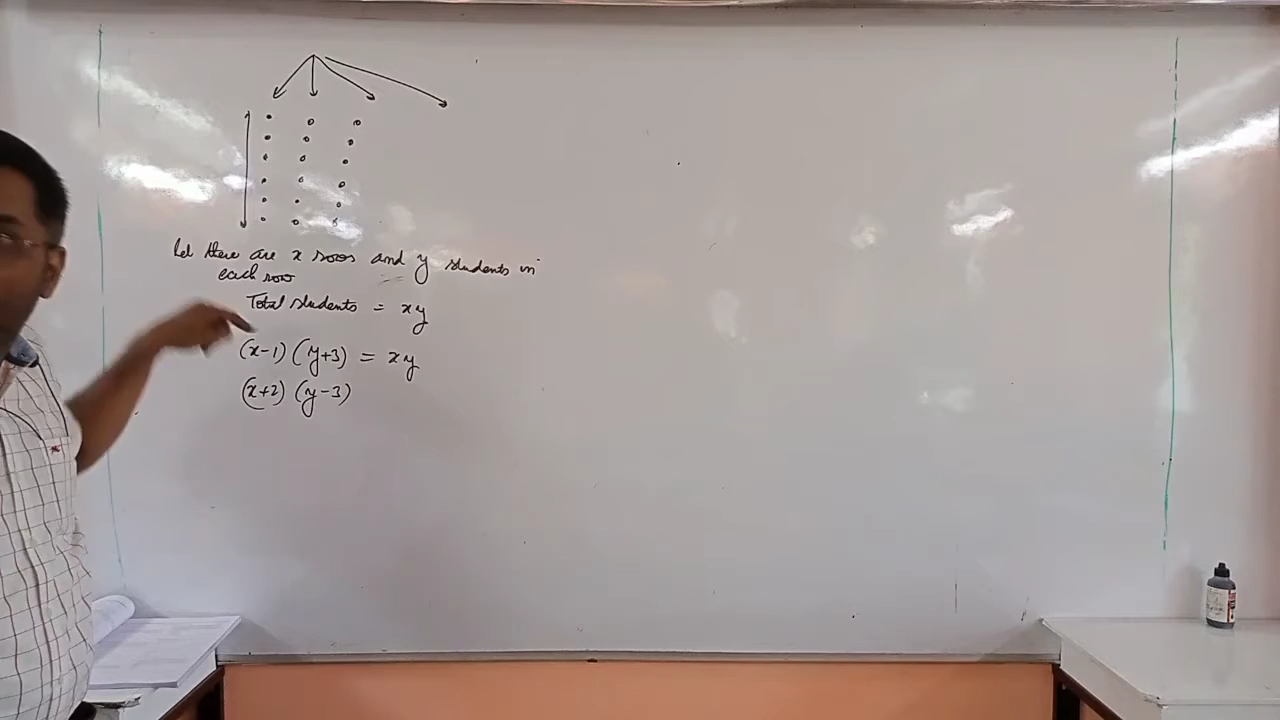 Let there are x rows and y students in
each row
Total students = xy
(x-1) (y+3) = xy
(x+2) (y-3)